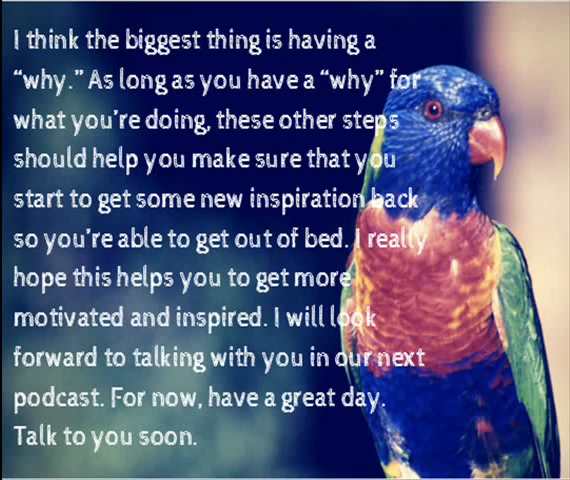 I think the biggest thing is having a
“why.” As long as you have a “why” for
what you’re doing, these other steps
should help you make sure that you
start to get some new inspiration back
so you’re able to get out of bed. I really
hope this helps you to get more
motivated and inspired. I will look
forward to talking with you in our next
podcast. For now, have a great day.
Talk to you soon.